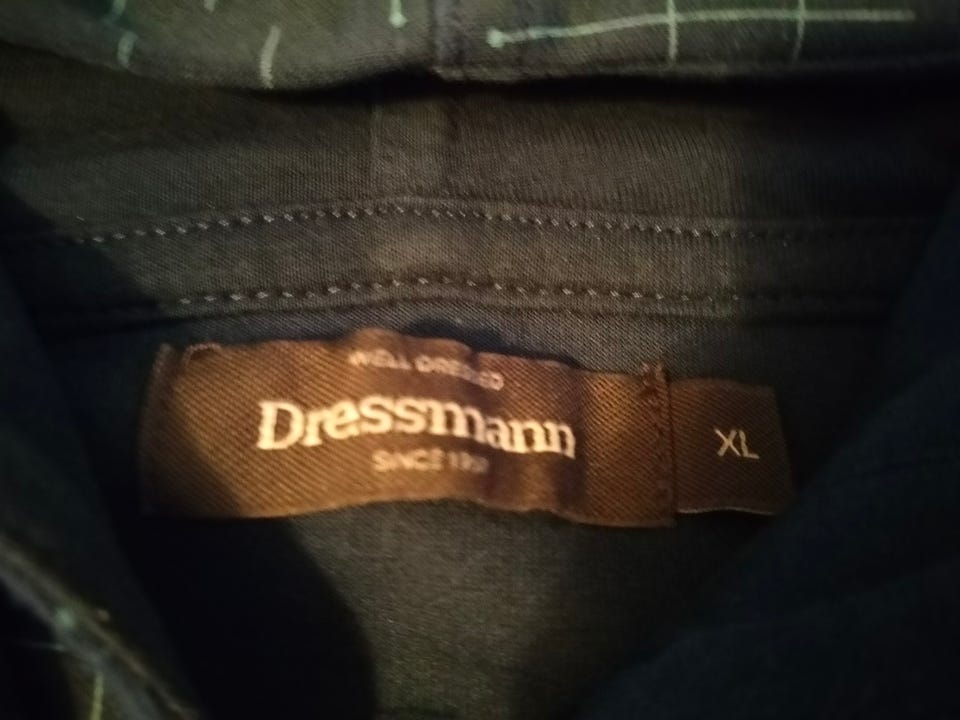 WELL DRESSED
Dressmann
SINCE
XL